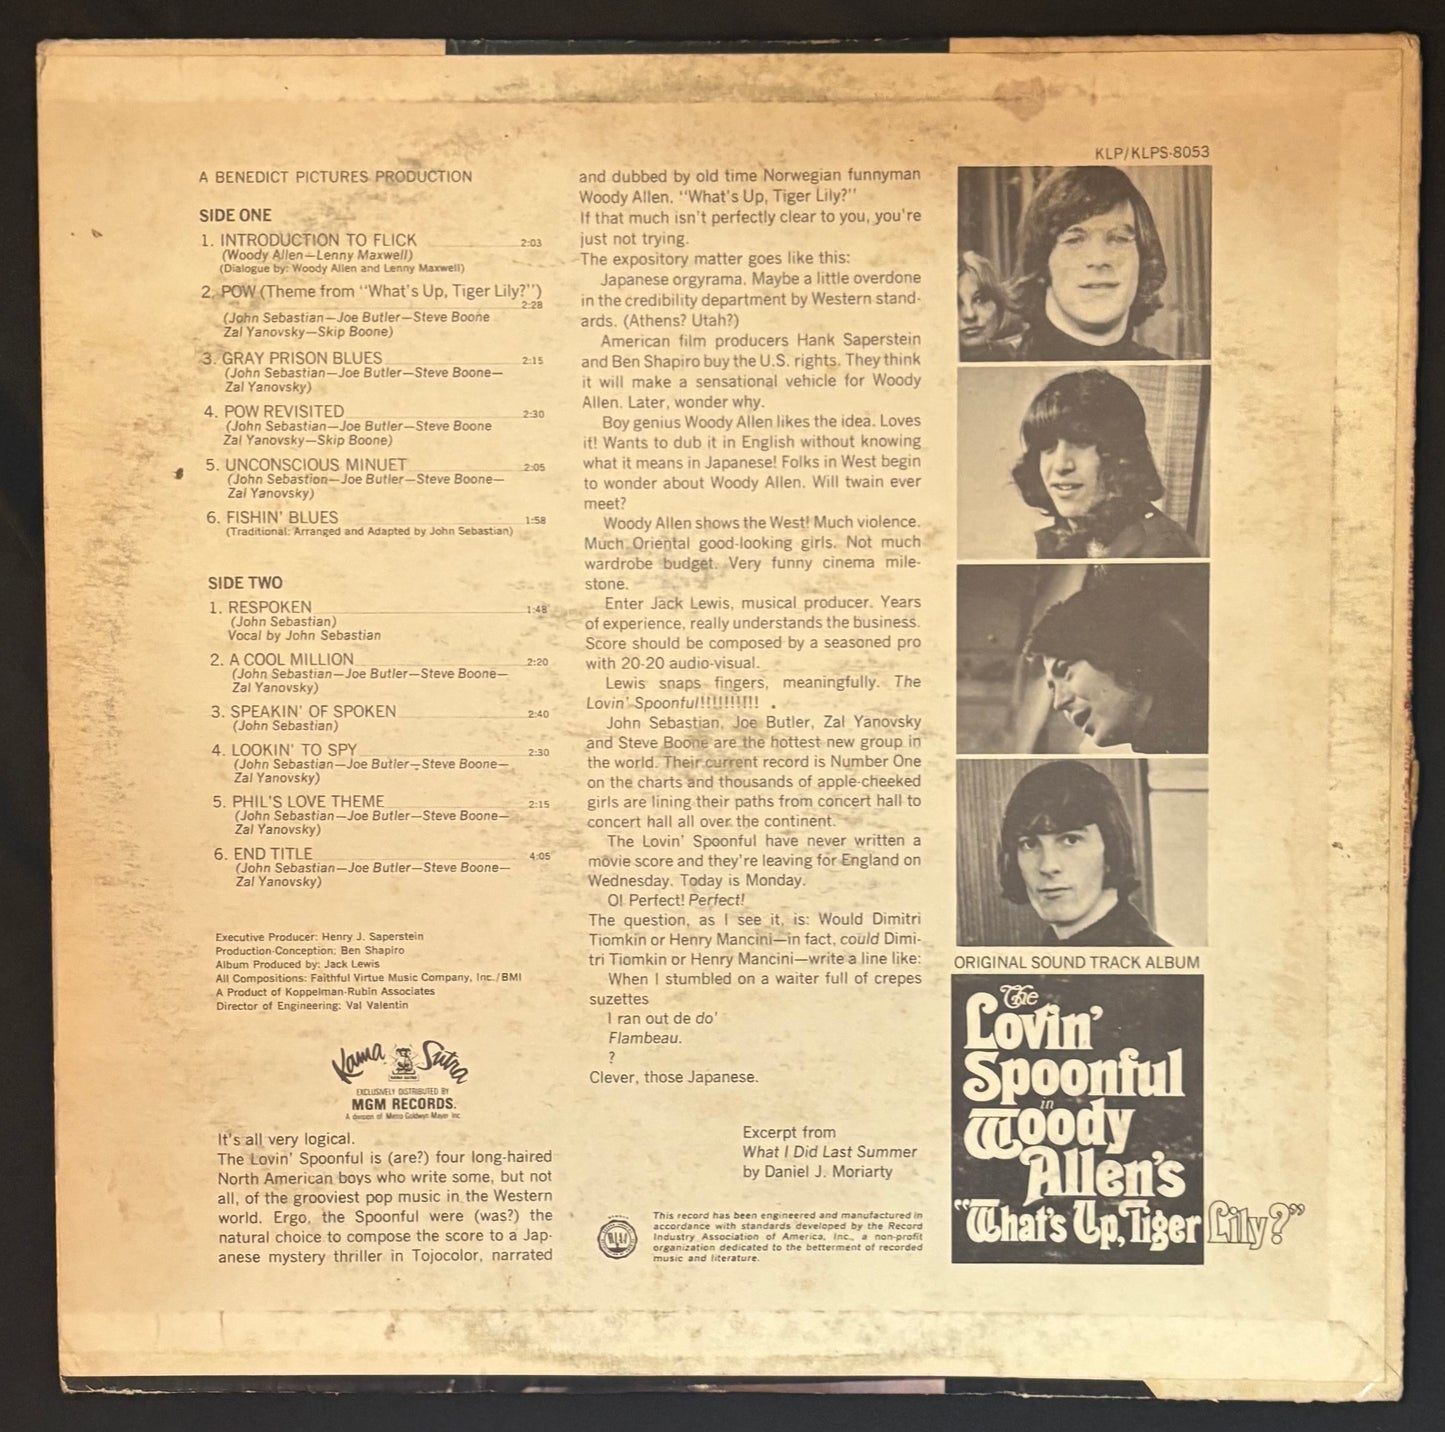 KLP/KLPS-8053
A BENEDICT PICTURES PRODUCTION
SIDE ONE
1. INTRODUCTION TO FLICK 2:03
(Woody Allen—Lenny Maxwell)
(Dialogue by: Woody Allen and Lenny Maxwell)
2. POW (Theme from "What's Up, Tiger Lily?")
2:28
(John Sebastian—Joe Butler—Steve Boone
Zal Yanovsky—Skip Boone)
3. GRAY PRISON BLUES 2:15
(John Sebastian—Joe Butler—Steve Boone—
Zal Yanovsky)
4. POW REVISITED 2:30
(John Sebastian—Joe Butler—Steve Boone
Zal Yanovsky—Skip Boone)
5. UNCONSCIOUS MINUET 2:05
(John Sebastion—Joe Butler—Steve Boone—
Zal Yanovsky)
6. FISHIN' BLUES 1:58
(Traditional: Arranged and Adapted by John Sebastian)
SIDE TWO
1. RESPOKEN 1:48
(John Sebastian)
Vocal by John Sebastian
2. A COOL MILLION 2:20
(John Sebastian—Joe Butler—Steve Boone—
Zal Yanovsky)
3. SPEAKIN' OF SPOKEN 2:40
(John Sebastian)
4. LOOKIN' TO SPY 2:30
(John Sebastian—Joe Butler—Steve Boone—
Zal Yanovsky)
5. PHIL'S LOVE THEME 2:15
(John Sebastian—Joe Butler—Steve Boone—
Zal Yanovsky)
6. END TITLE 4:05
(John Sebastian—Joe Butler—Steve Boone—
Zal Yanovsky)
Executive Producer: Henry J. Saperstein
Production-Conception: Ben Shapiro
Album Produced by: Jack Lewis
All Compositions: Faithful Virtue Music Company, Inc./BMI
A Product of Koppelman-Rubin Associates
Director of Engineering: Val Valentin
Kama Sutra
EXCLUSIVELY DISTRIBUTED BY
MGM RECORDS.
A division of Metro Goldwyn Mayer Inc.
It's all very logical.
The Lovin' Spoonful is (are?) four long-haired
North American boys who write some, but not
all, of the grooviest pop music in the Western
world. Ergo, the Spoonful were (was?) the
natural choice to compose the score to a Jap-
anese mystery thriller in Tojocolor, narrated
and dubbed by old time Norwegian funnyman
Woody Allen. "What's Up, Tiger Lily?"
If that much isn't perfectly clear to you, you're
just not trying.
The expository matter goes like this:
Japanese orgyrama. Maybe a little overdone
in the credibility department by Western stand-
ards. (Athens? Utah?)
American film producers Hank Saperstein
and Ben Shapiro buy the U.S. rights. They think
it will make a sensational vehicle for Woody
Allen. Later, wonder why.
Boy genius Woody Allen likes the idea. Loves
it! Wants to dub it in English without knowing
what it means in Japanese! Folks in West begin
to wonder about Woody Allen. Will twain ever
meet?
Woody Allen shows the West! Much violence.
Much Oriental good-looking girls. Not much
wardrobe budget. Very funny cinema mile-
stone.
Enter Jack Lewis, musical producer. Years
of experience, really understands the business.
Score should be composed by a seasoned pro
with 20-20 audio-visual.
Lewis snaps fingers, meaningfully. The
Lovin' Spoonful!!!!!!!!!!
John Sebastian, Joe Butler, Zal Yanovsky
and Steve Boone are the hottest new group in
the world. Their current record is Number One
on the charts and thousands of apple-cheeked
girls are lining their paths from concert hall to
concert hall all over the continent.
The Lovin' Spoonful have never written a
movie score and they're leaving for England on
Wednesday. Today is Monday.
O! Perfect! Perfect!
The question, as I see it, is: Would Dimitri
Tiomkin or Henry Mancini—in fact, could Dimi-
tri Tiomkin or Henry Mancini—write a line like:
When I stumbled on a waiter full of crepes
suzettes
I ran out de do'
Flambeau.
?
Clever, those Japanese.
Excerpt from
What I Did Last Summer
by Daniel J. Moriarty
RIAA
This record has been engineered and manufactured in
accordance with standards developed by the Record
Industry Association of America, Inc., a non-profit
organization dedicated to the betterment of recorded
music and literature.
ORIGINAL SOUND TRACK ALBUM
The
Lovin'
Spoonful
in
Woody
Allen's
"What's Up, Tiger Lily?"